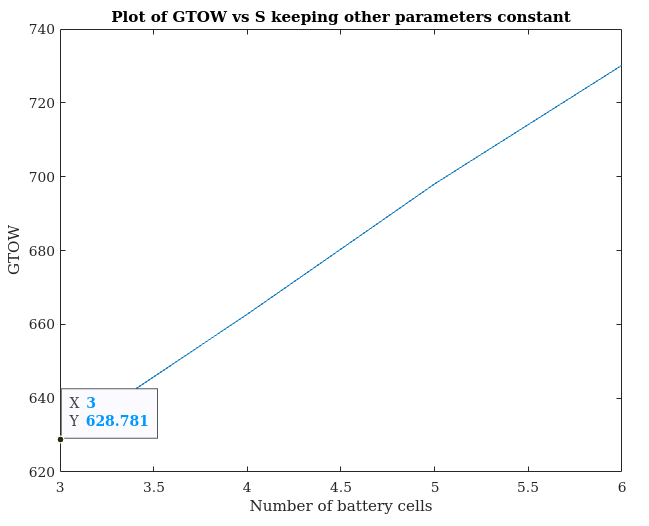 Plot of GTOW vs S keeping other parameters constant
740
720
700
680
660
640
620
GTOW
X 3
Y 628.781
3
3.5
4
4.5
5
5.5
6
Number of battery cells